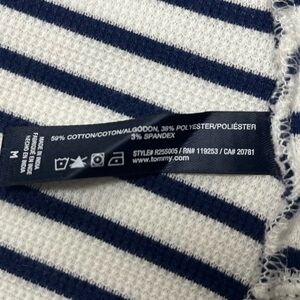 59% COTTON/COTON/ALGODON, 38% POLYESTER/POLIÉSTER
3% SPANDEX
STYLE# R255005 / RN# 119253 / CA# 20781
www.tommy.com
MADE IN INDIA
FABRIQUÉ EN INDE
HECHO EN INDIA
M